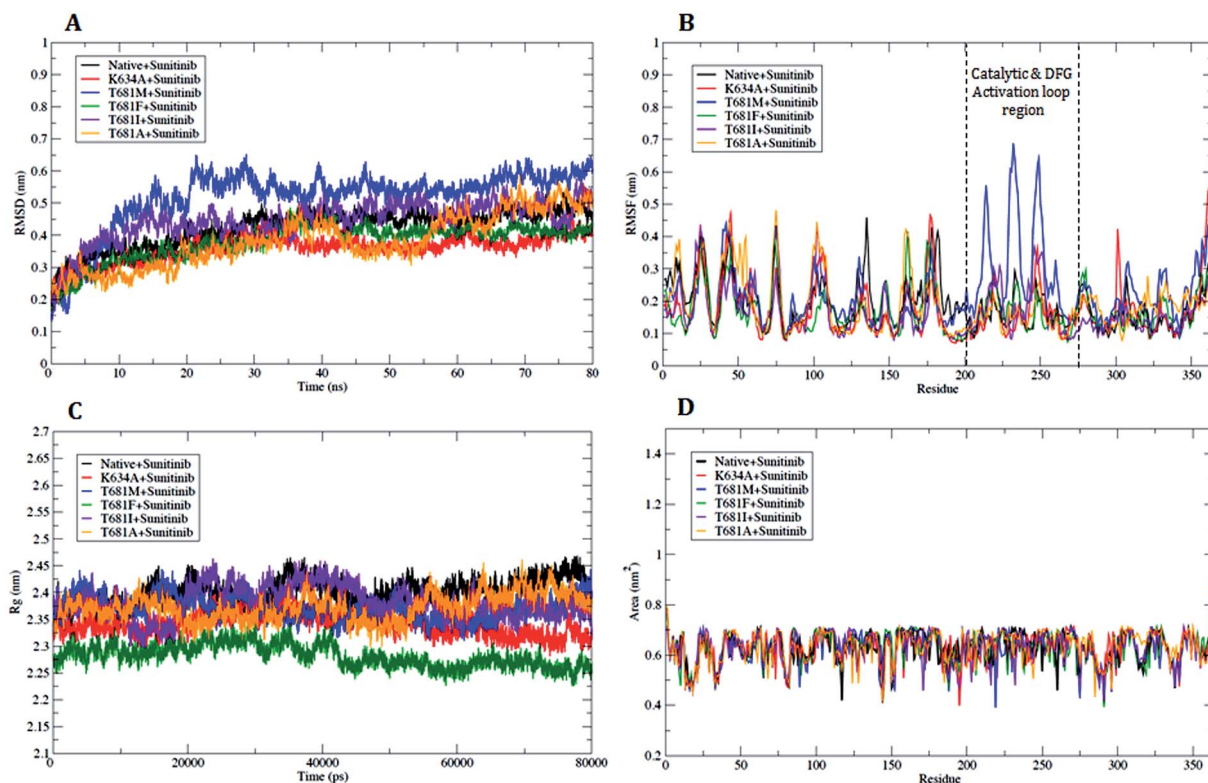 A
1
0.9
0.8
0.7
0.6
0.5
0.4
0.3
0.2
0.1
0
RMSD (nm)
Native+Sunitinib
K634A+Sunitinib
T681M+Sunitinib
T681F+Sunitinib
T681I+Sunitinib
T681A+Sunitinib
0 10 20 30 40 50 60 70 80
Time (ns)
B
1
0.9
0.8
0.7
0.6
0.5
0.4
0.3
0.2
0.1
0
RMSF (nm)
Native+Sunitinib
K634A+Sunitinib
T681M+Sunitinib
T681F+Sunitinib
T681I+Sunitinib
T681A+Sunitinib
Catalytic & DFG
Activation loop
region
0 50 100 150 200 250 300 350
Residue
C
2.7
2.65
2.6
2.55
2.5
2.45
2.4
2.35
2.3
2.25
2.2
2.15
2.1
Rg (nm)
Native+Sunitinib
K634A+Sunitinib
T681M+Sunitinib
T681F+Sunitinib
T681I+Sunitinib
T681A+Sunitinib
0 20000 40000 60000 80000
Time (ps)
D
1.4
1.2
1
0.8
0.6
0.4
0.2
Area (nm²)
Native+Sunitinib
K634A+Sunitinib
T681M+Sunitinib
T681F+Sunitinib
T681I+Sunitinib
T681A+Sunitinib
0 50 100 150 200 250 300 350
Residue